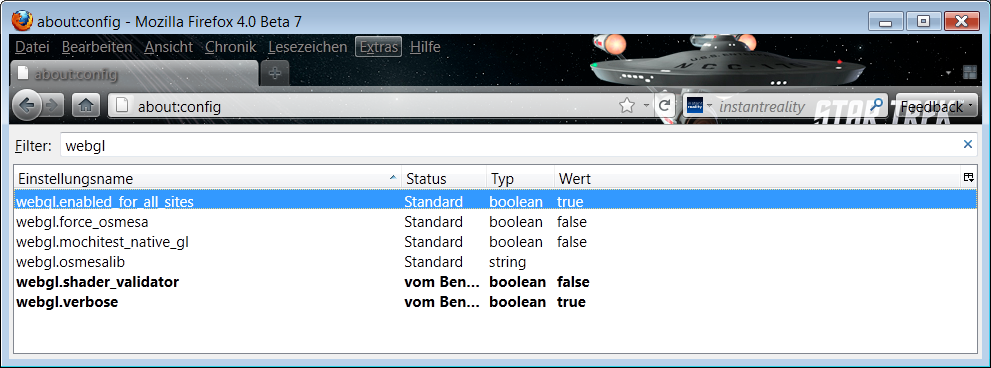 about:config - Mozilla Firefox 4.0 Beta 7
Datei Bearbeiten Ansicht Chronik Lesezeichen Extras Hilfe
about:config
about:config instantreality Feedback
STAR TREK
Filter: webgl
Einstellungsname Status Typ Wert
webgl.enabled_for_all_sites Standard boolean true
webgl.force_osmesa Standard boolean false
webgl.mochitest_native_gl Standard boolean false
webgl.osmesalib Standard string
webgl.shader_validator vom Ben... boolean false
webgl.verbose vom Ben... boolean true